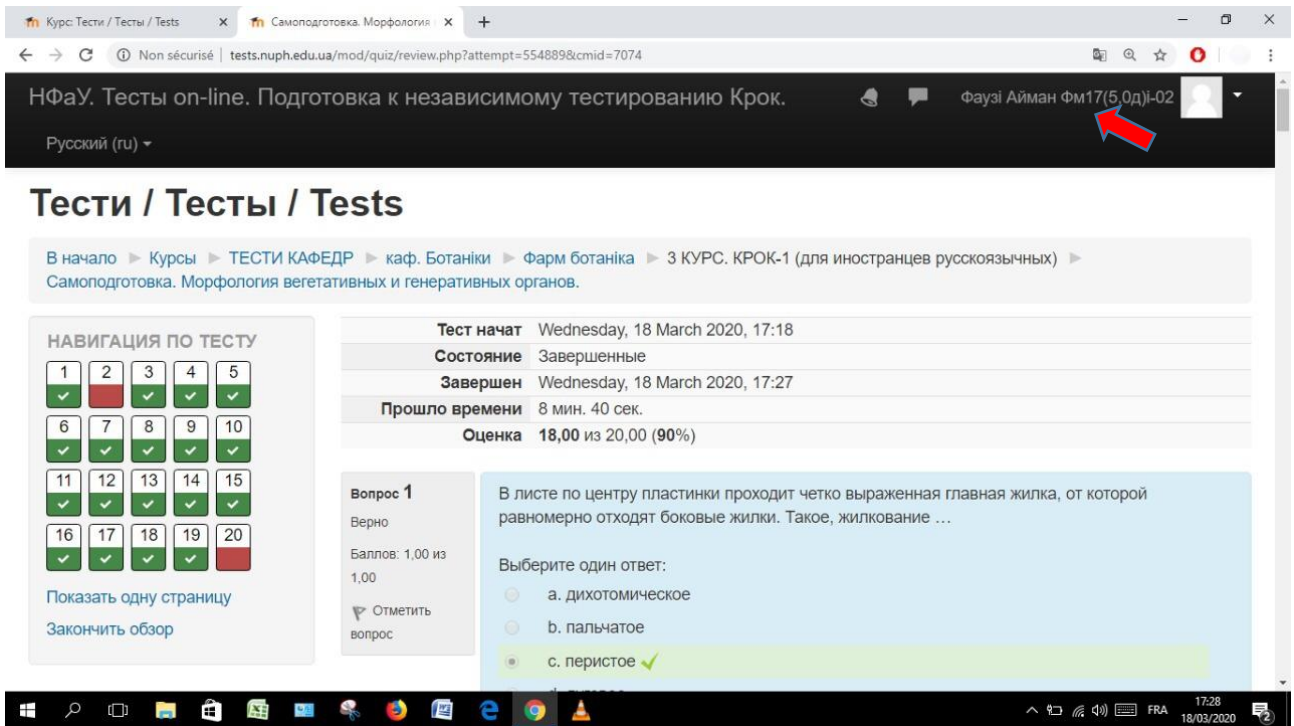 Курс: Тести / Тесты / Tests
Самоподготовка. Морфология
Non sécurisé | tests.nuph.edu.ua/mod/quiz/review.php?attempt=554889&cmid=7074
НФаУ. Тесты on-line. Подготовка к независимому тестированию Крок.
Фаузі Айман Фм17(5,0д)і-02
Русский (ru)
Тести / Тесты / Tests
В начало ► Курсы ► ТЕСТИ КАФЕДР ► каф. Ботаніки ► Фарм ботаніка ► 3 КУРС. КРОК-1 (для иностранцев русскоязычных) ►
Самоподготовка. Морфология вегетативных и генеративных органов.
НАВИГАЦИЯ ПО ТЕСТУ
1 2 3 4 5
6 7 8 9 10
11 12 13 14 15
16 17 18 19 20
Показать одну страницу
Закончить обзор
Тест начат Wednesday, 18 March 2020, 17:18
Состояние Завершенные
Завершен Wednesday, 18 March 2020, 17:27
Прошло времени 8 мин. 40 сек.
Оценка 18,00 из 20,00 (90%)
Вопрос 1
Верно
Баллов: 1,00 из
1,00
Отметить
вопрос
В листе по центру пластинки проходит четко выраженная главная жилка, от которой
равномерно отходят боковые жилки. Такое, жилкование …
Выберите один ответ:
a. дихотомическое
b. пальчатое
c. перистое
FRA
17:28
18/03/2020
2